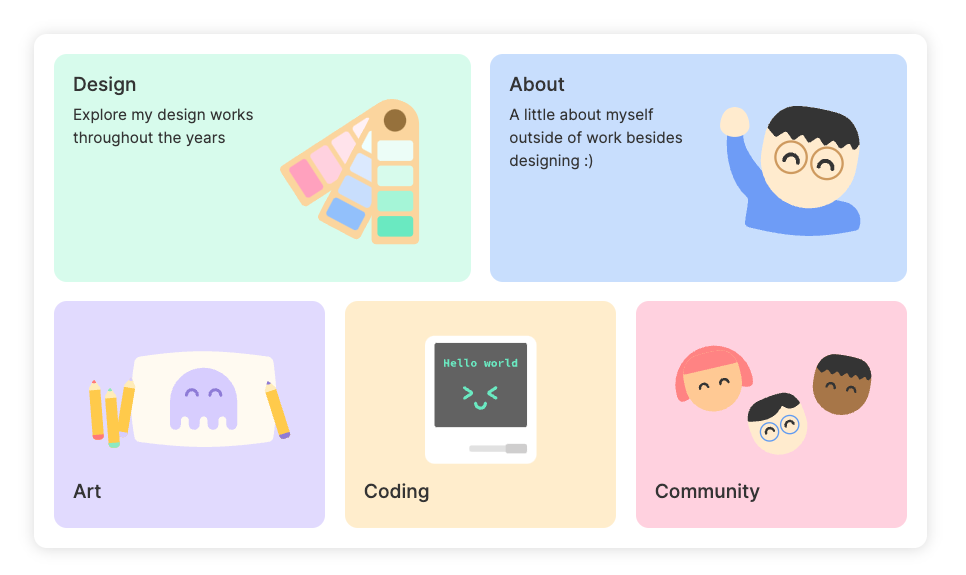 Design
Explore my design works
throughout the years
About
A little about myself
outside of work besides
designing :)
Art
Hello world
Coding
Community